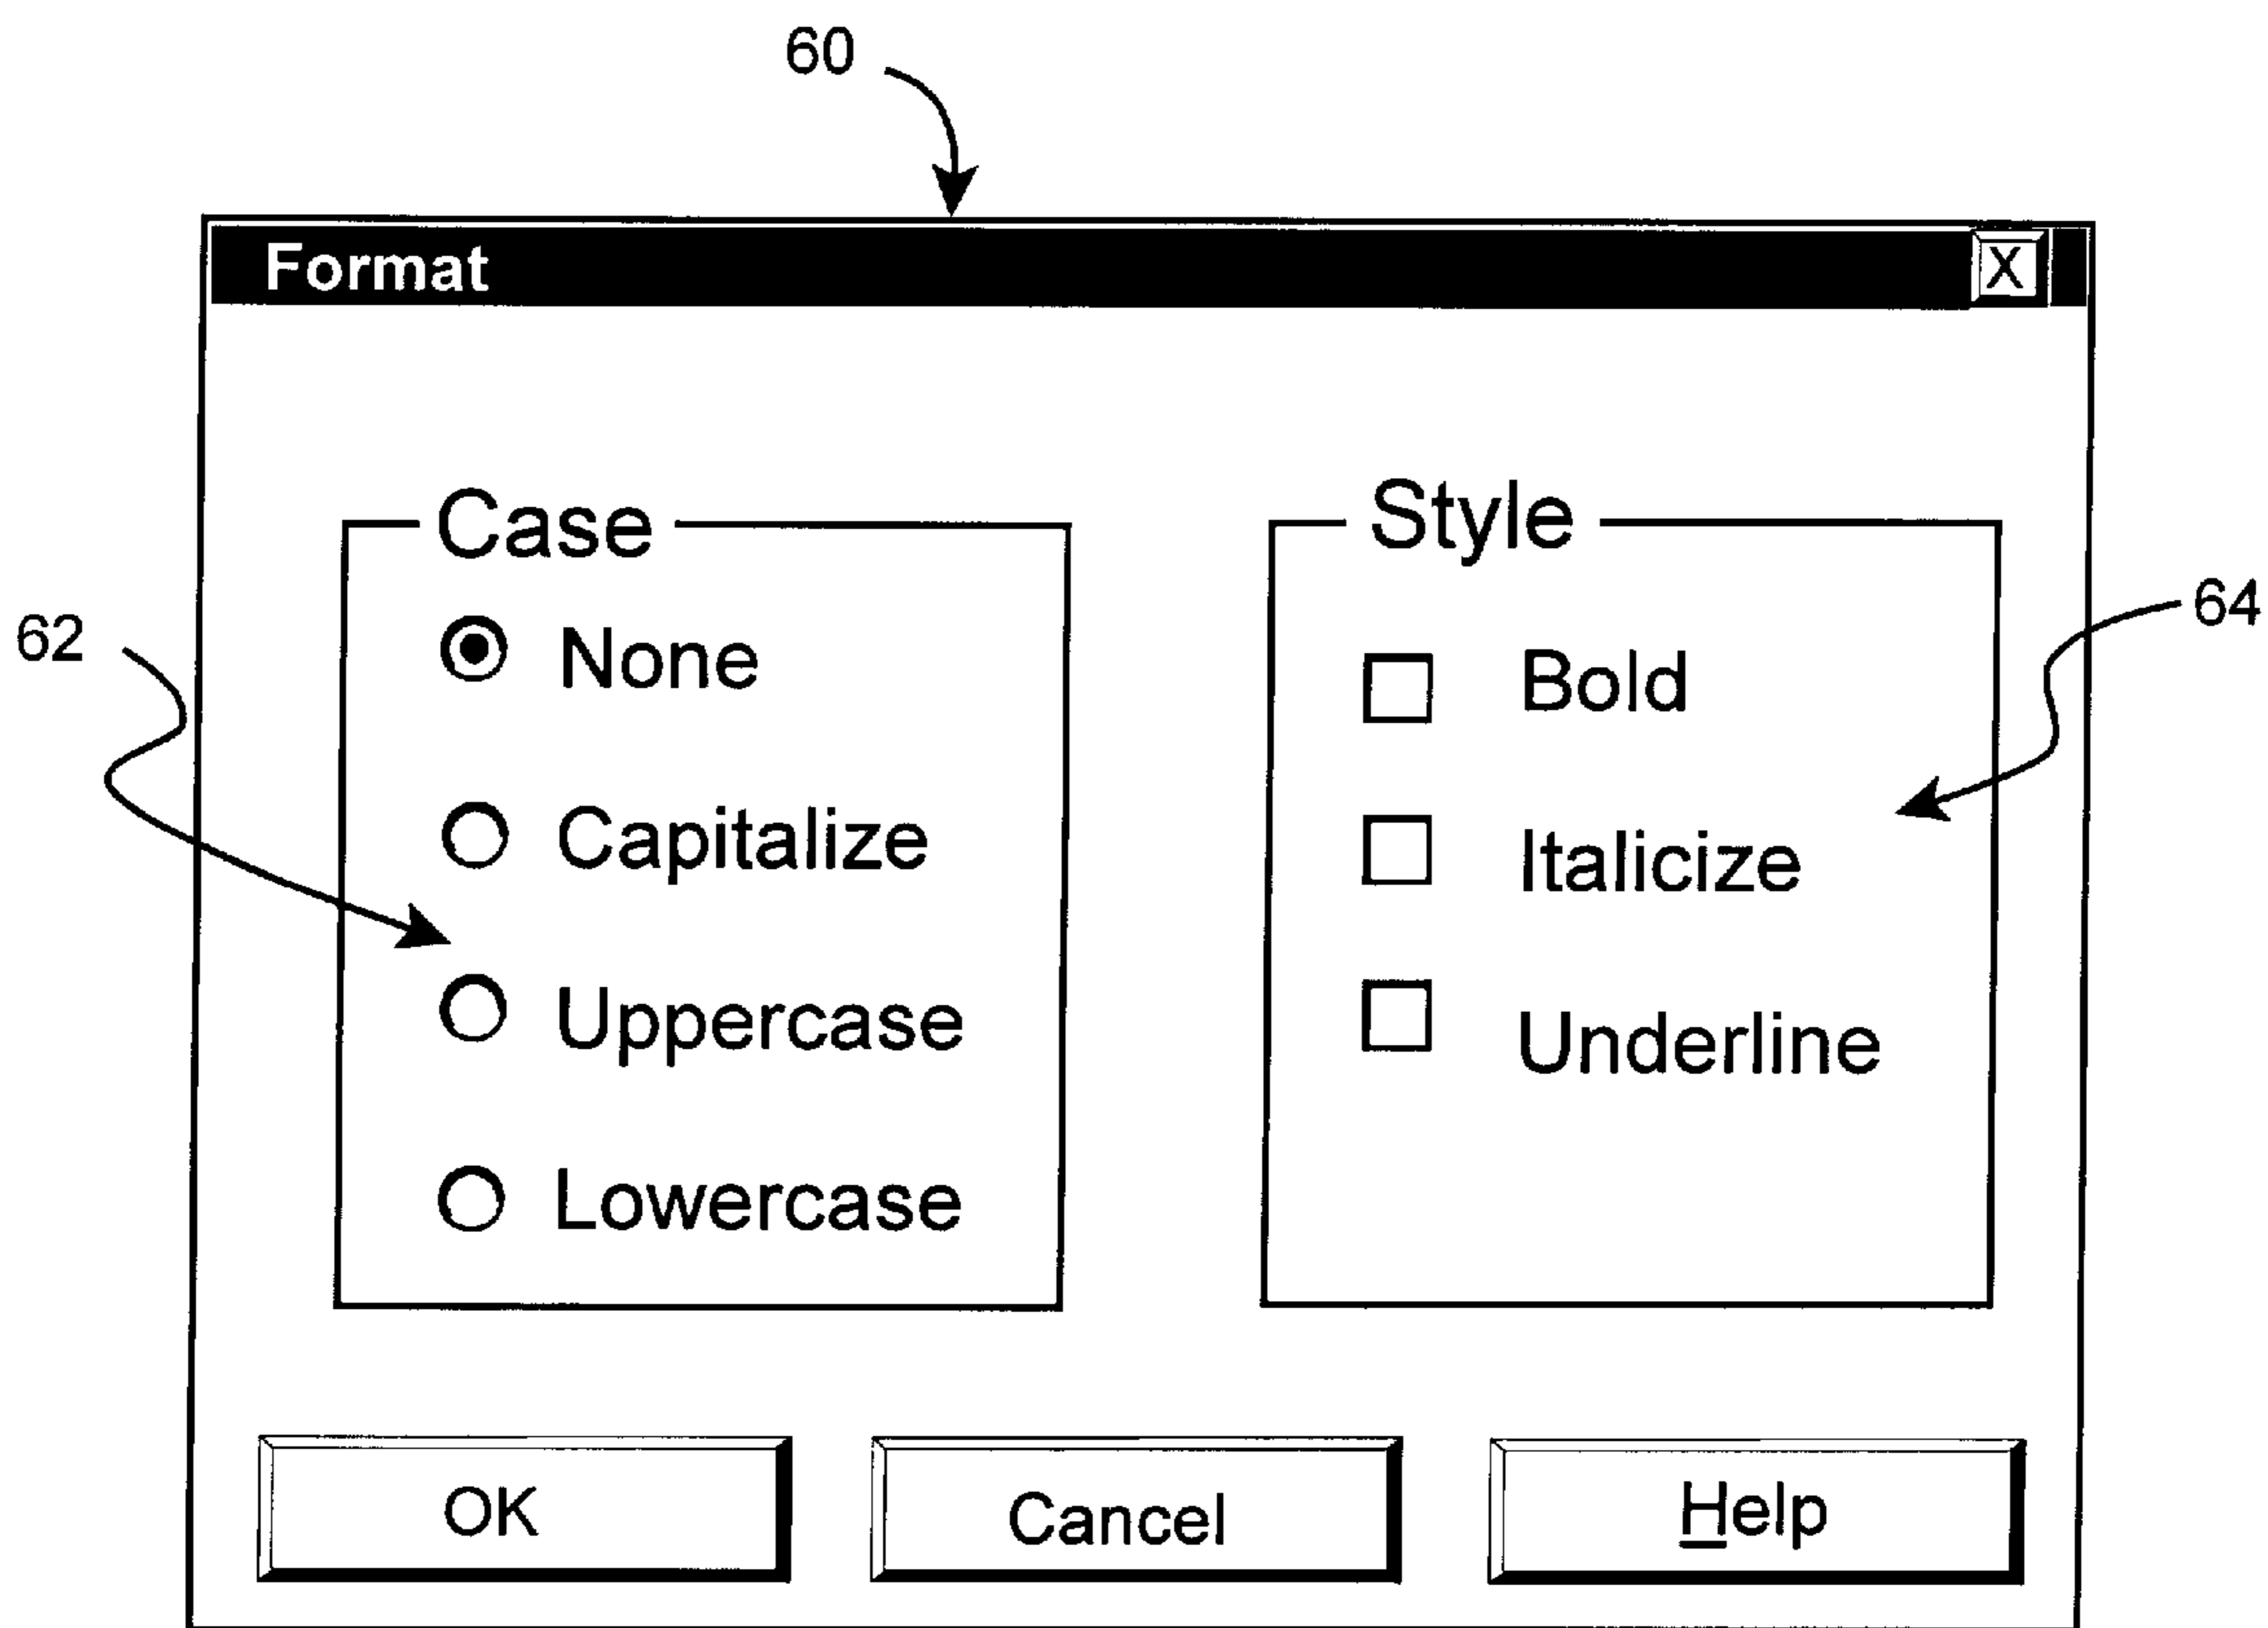 60
Format X
Case Style
62 None Bold 64
Capitalize Italicize
Uppercase Underline
Lowercase
OK Cancel Help